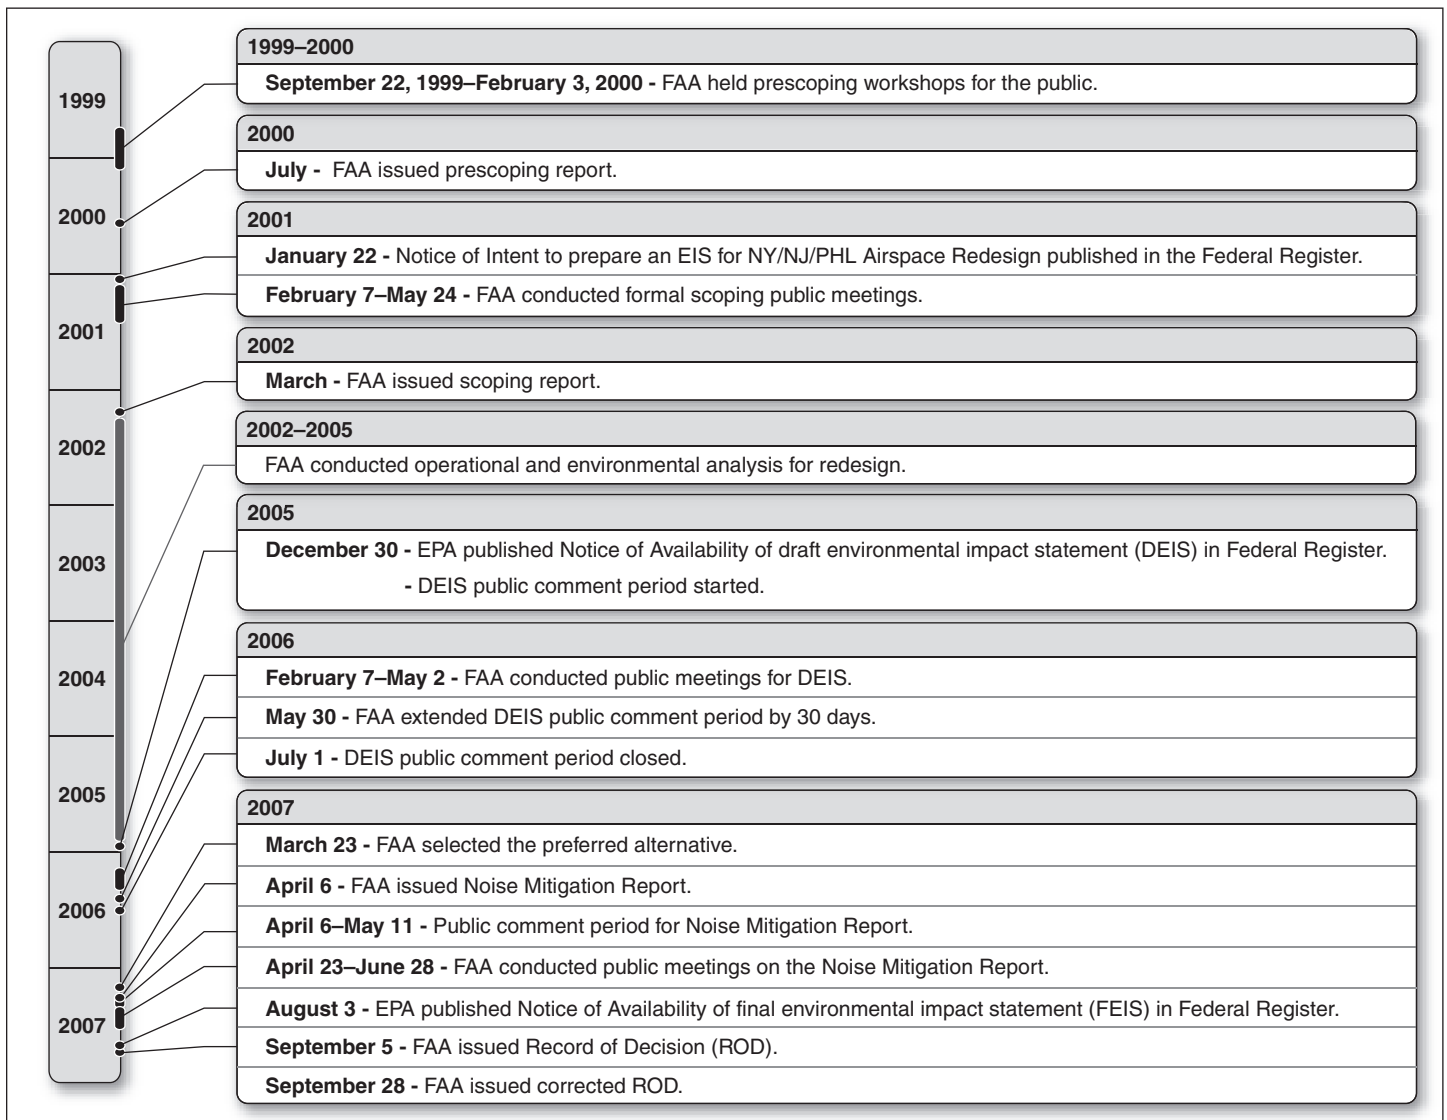 1999
2000
2001
2002
2003
2004
2005
2006
2007
1999–2000
September 22, 1999–February 3, 2000 - FAA held prescoping workshops for the public.
2000
July - FAA issued prescoping report.
2001
January 22 - Notice of Intent to prepare an EIS for NY/NJ/PHL Airspace Redesign published in the Federal Register.
February 7–May 24 - FAA conducted formal scoping public meetings.
2002
March - FAA issued scoping report.
2002–2005
FAA conducted operational and environmental analysis for redesign.
2005
December 30 - EPA published Notice of Availability of draft environmental impact statement (DEIS) in Federal Register.
- DEIS public comment period started.
2006
February 7–May 2 - FAA conducted public meetings for DEIS.
May 30 - FAA extended DEIS public comment period by 30 days.
July 1 - DEIS public comment period closed.
2007
March 23 - FAA selected the preferred alternative.
April 6 - FAA issued Noise Mitigation Report.
April 6–May 11 - Public comment period for Noise Mitigation Report.
April 23–June 28 - FAA conducted public meetings on the Noise Mitigation Report.
August 3 - EPA published Notice of Availability of final environmental impact statement (FEIS) in Federal Register.
September 5 - FAA issued Record of Decision (ROD).
September 28 - FAA issued corrected ROD.